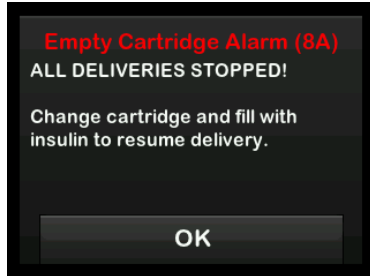 Empty Cartridge Alarm (8A)
ALL DELIVERIES STOPPED!
Change cartridge and fill with
insulin to resume delivery.
OK